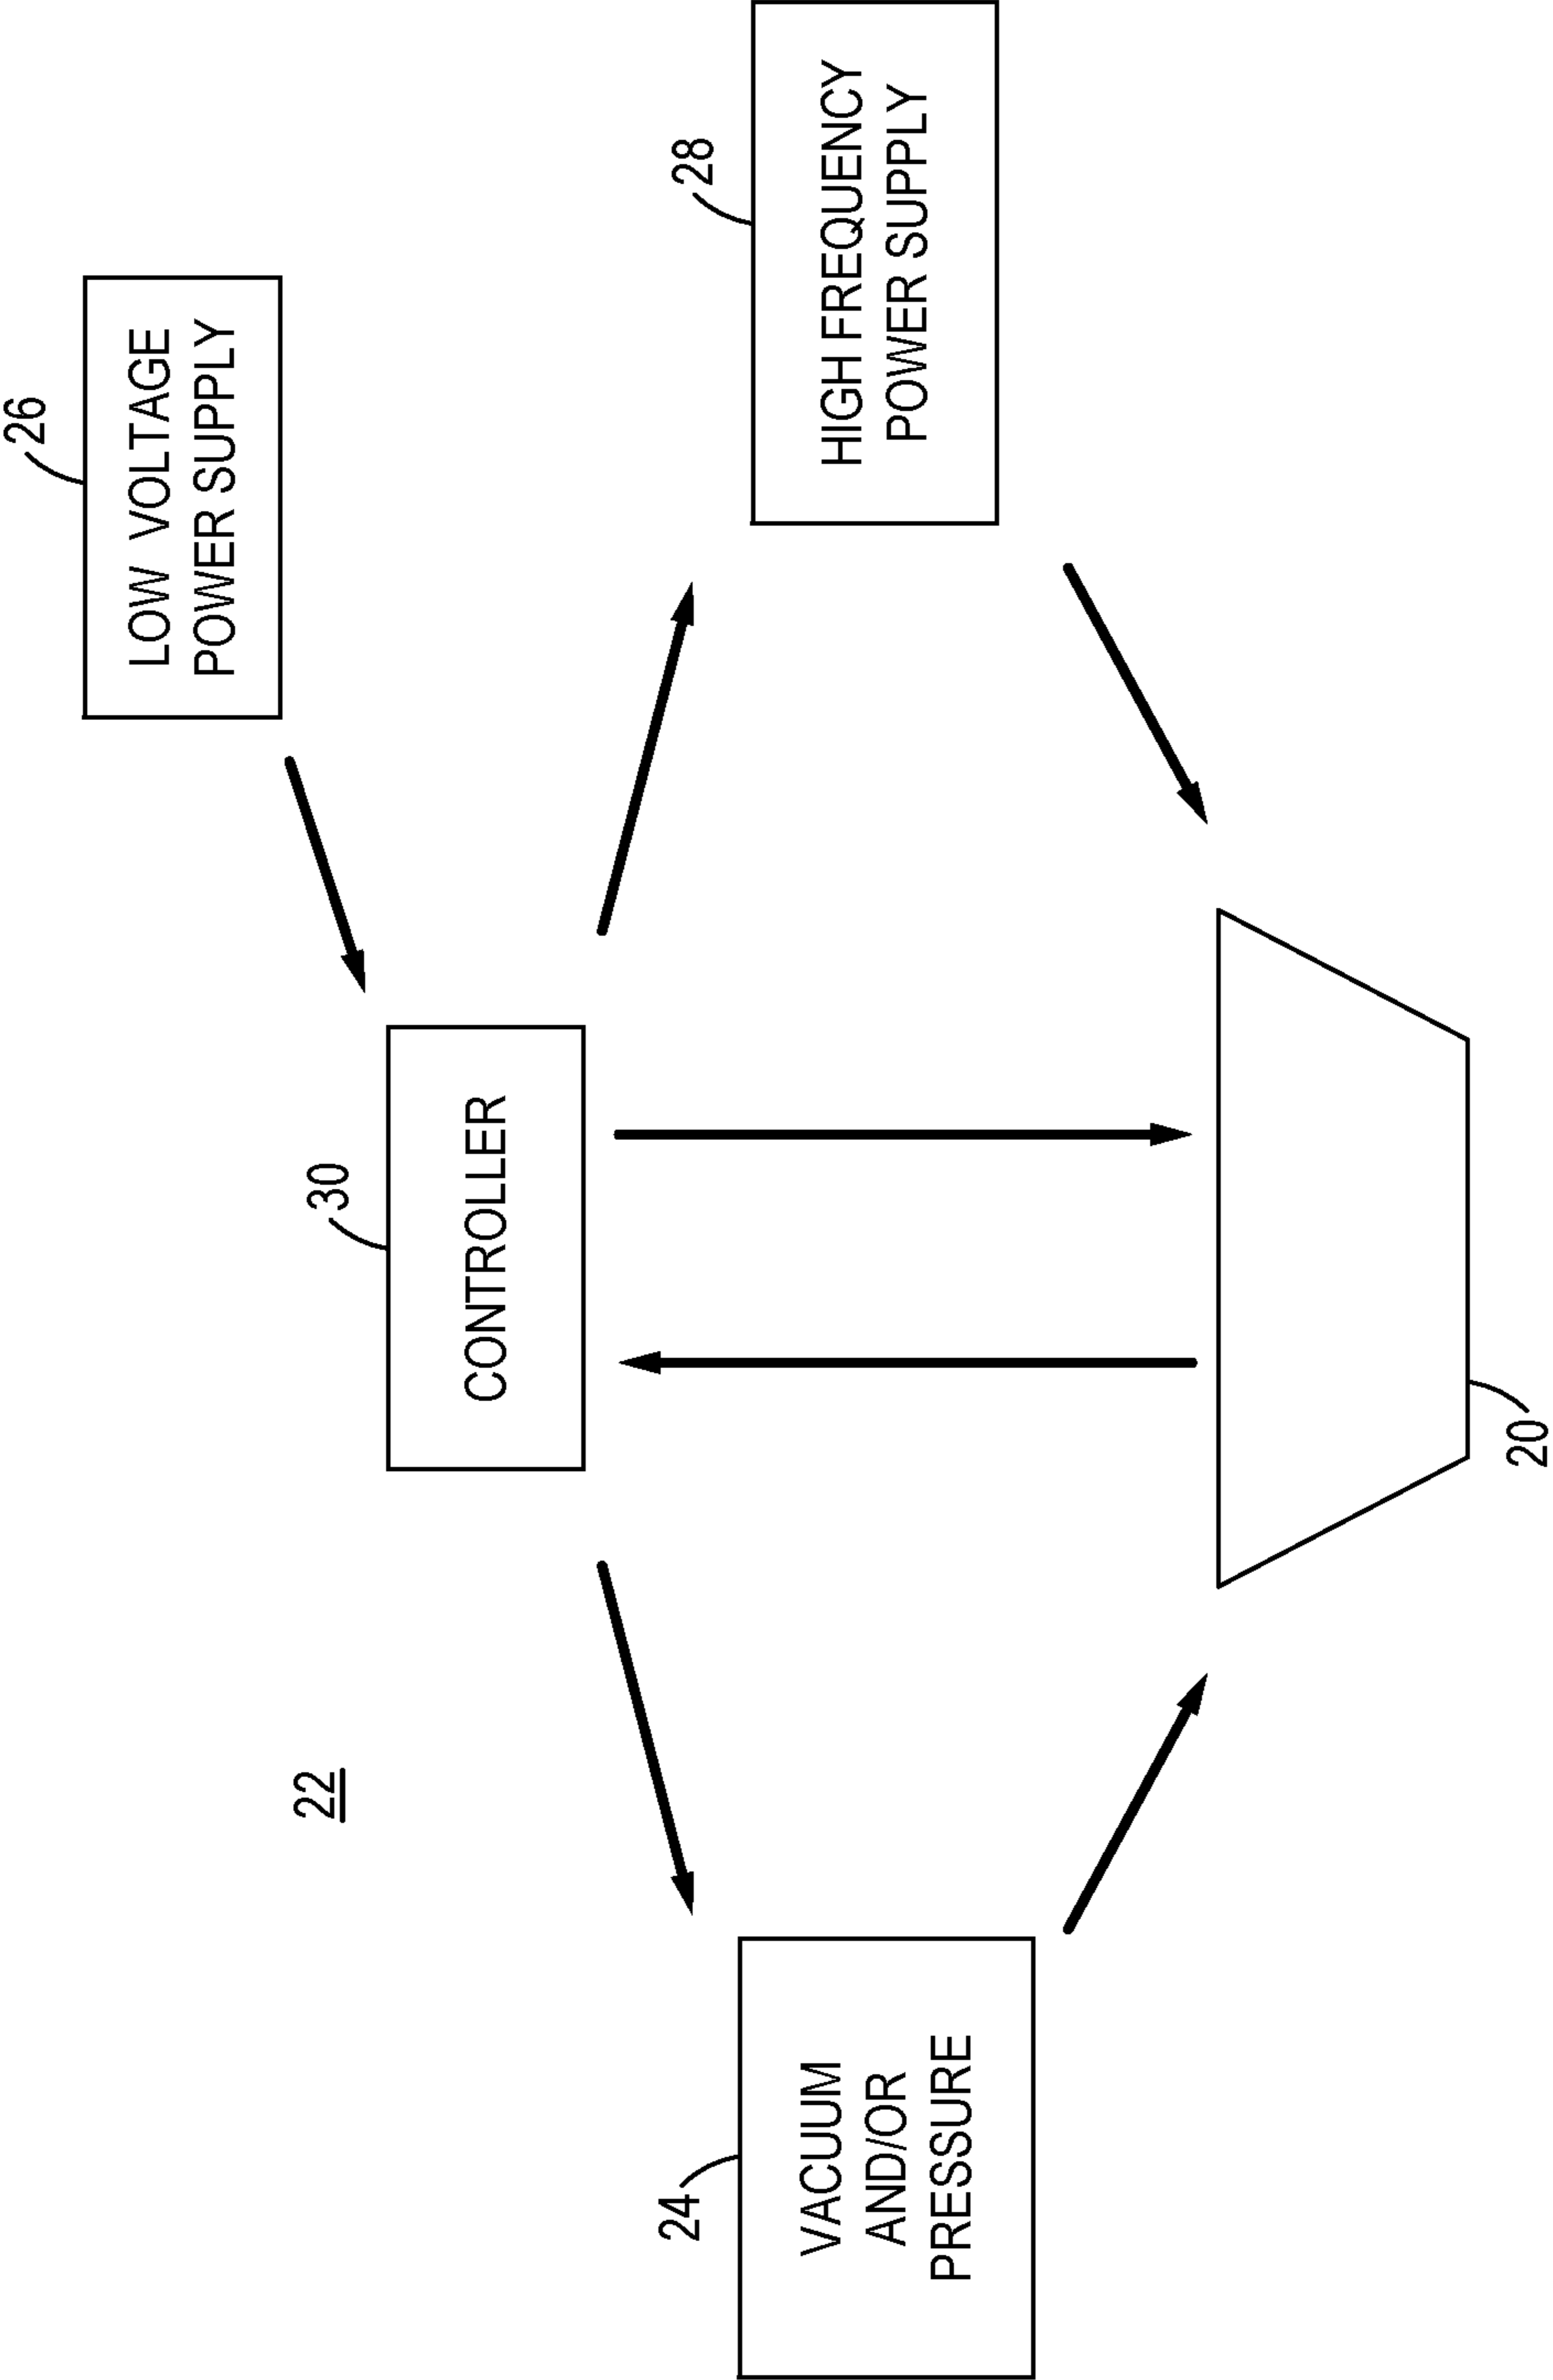 26
LOW VOLTAGE
POWER SUPPLY
30
CONTROLLER
22
28
HIGH FREQUENCY
POWER SUPPLY
24
VACUUM
AND/OR
PRESSURE
20